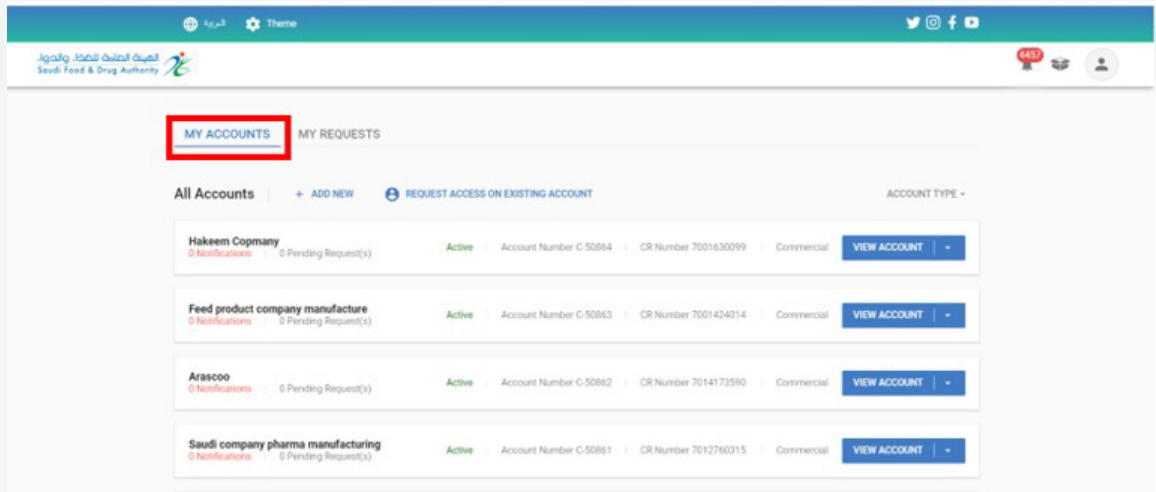 العربية Theme
الهيئة العامة للغذاء والدواء
Saudi Food & Drug Authority
4457
MY ACCOUNTS MY REQUESTS
All Accounts + ADD NEW REQUEST ACCESS ON EXISTING ACCOUNT ACCOUNT TYPE
Hakeem Copmany
0 Notifications 0 Pending Request(s) Active Account Number C-50864 CR Number 7001630099 Commercial VIEW ACCOUNT
Feed product company manufacture
0 Notifications 0 Pending Request(s) Active Account Number C-50863 CR Number 7001424014 Commercial VIEW ACCOUNT
Arascoo
0 Notifications 0 Pending Request(s) Active Account Number C-50862 CR Number 7014173590 Commercial VIEW ACCOUNT
Saudi company pharma manufacturing
0 Notifications 0 Pending Request(s) Active Account Number C-50861 CR Number 7012760315 Commercial VIEW ACCOUNT